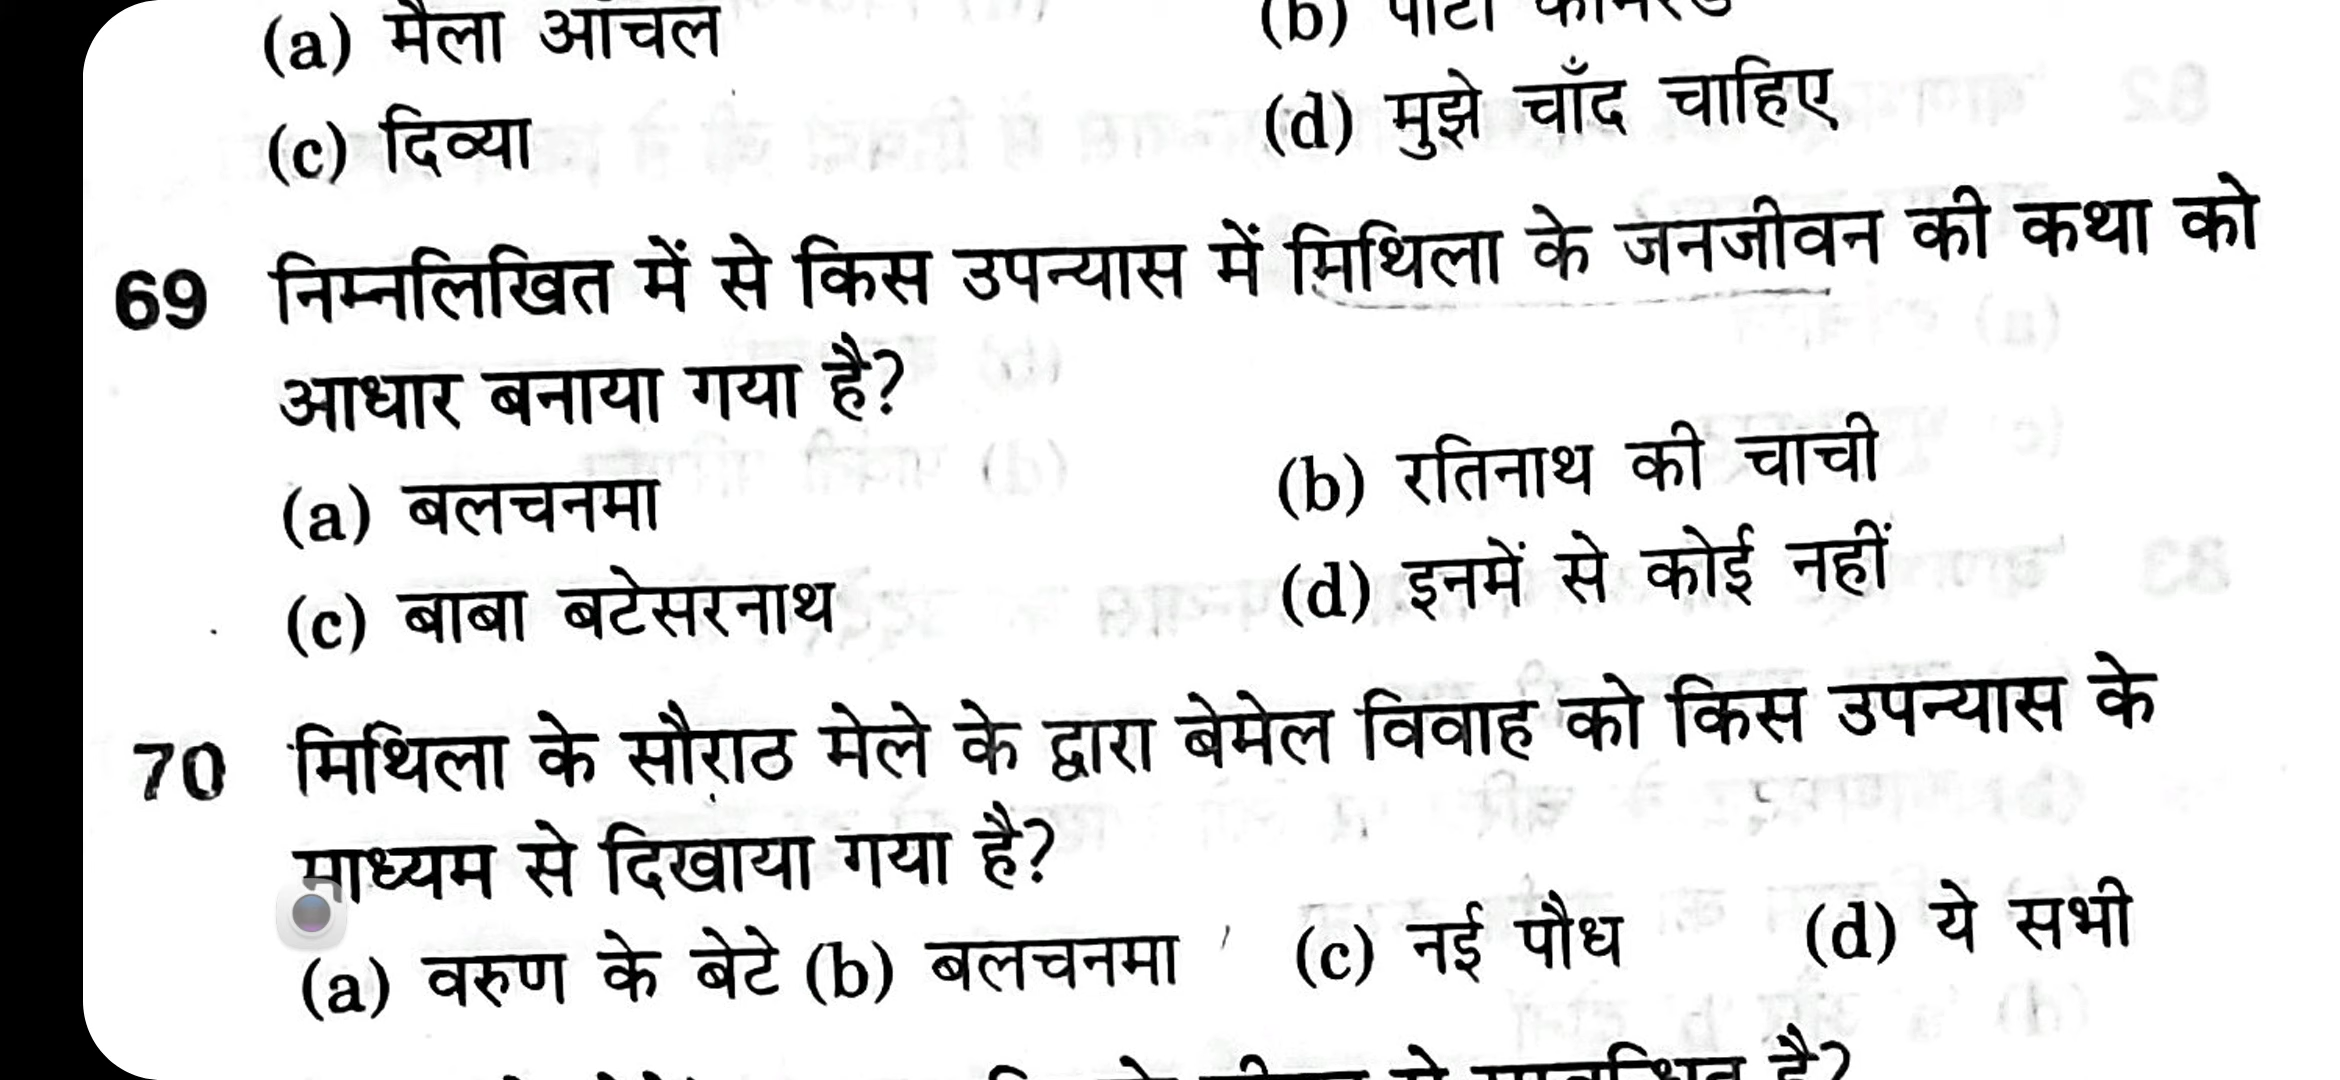 (a) मैला आँचल (b) पार्टी कामरेड
(c) दिव्या (d) मुझे चाँद चाहिए
69 निम्नलिखित में से किस उपन्यास में मिथिला के जनजीवन की कथा को
आधार बनाया गया है?
(a) बलचनमा (b) रतिनाथ की चाची
(c) बाबा बटेसरनाथ (d) इनमें से कोई नहीं
70 मिथिला के सौराठ मेले के द्वारा बेमेल विवाह को किस उपन्यास के
माध्यम से दिखाया गया है?
(a) वरुण के बेटे (b) बलचनमा (c) नई पौध (d) ये सभी
है?